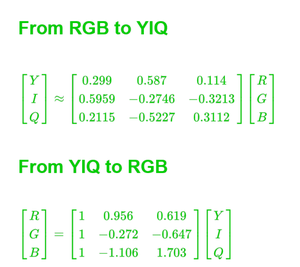 From RGB to YIQ
[Y] ≈ [0.299 0.587 0.114] [R]
[I] [0.5959 −0.2746 −0.3213] [G]
[Q] [0.2115 −0.5227 0.3112] [B]
From YIQ to RGB
[R] = [1 0.956 0.619] [Y]
[G] [1 −0.272 −0.647] [I]
[B] [1 −1.106 1.703] [Q]